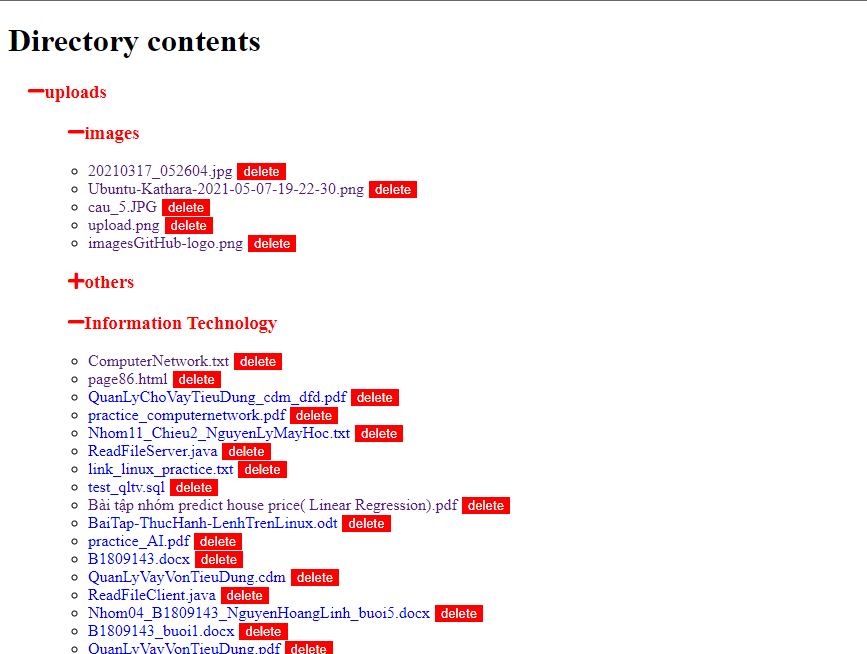 Directory contents
uploads
images
20210317_052604.jpg delete
Ubuntu-Kathara-2021-05-07-19-22-30.png delete
cau_5.JPG delete
upload.png delete
imagesGitHub-logo.png delete
others
Information Technology
ComputerNetwork.txt delete
page86.html delete
QuanLyChoVayTieuDung_cdm_dfd.pdf delete
practice_computernetwork.pdf delete
Nhom11_Chieu2_NguyenLyMayHoc.txt delete
ReadFileServer.java delete
link_linux_practice.txt delete
test_qltv.sql delete
Bài tập nhóm predict house price( Linear Regression).pdf delete
BaiTap-ThucHanh-LenhTrenLinux.odt delete
practice_AI.pdf delete
B1809143.docx delete
QuanLyVayVonTieuDung.cdm delete
ReadFileClient.java delete
Nhom04_B1809143_NguyenHoangLinh_buoi5.docx delete
B1809143_buoi1.docx delete
QuanLyVayVonTieuDung.pdf delete